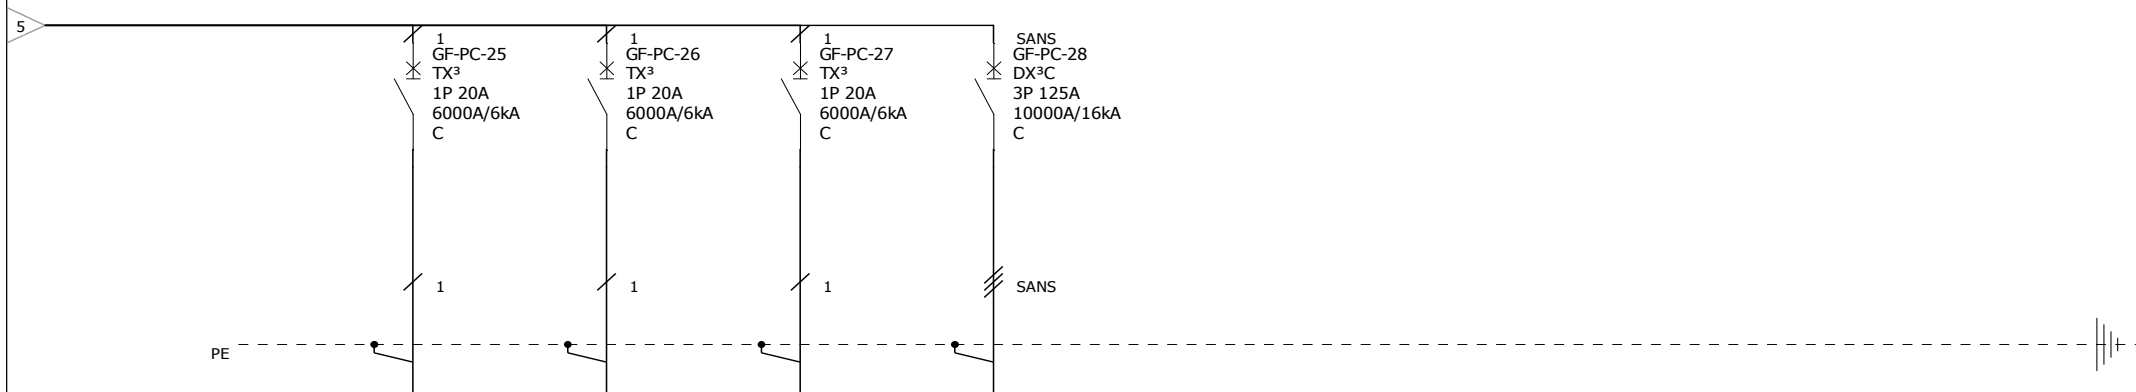 5
1
GF-PC-25
TX³
1P 20A
6000A/6kA
C
1
GF-PC-26
TX³
1P 20A
6000A/6kA
C
1
GF-PC-27
TX³
1P 20A
6000A/6kA
C
SANS
GF-PC-28
DX³C
3P 125A
10000A/16kA
C
1
1
1
SANS
PE